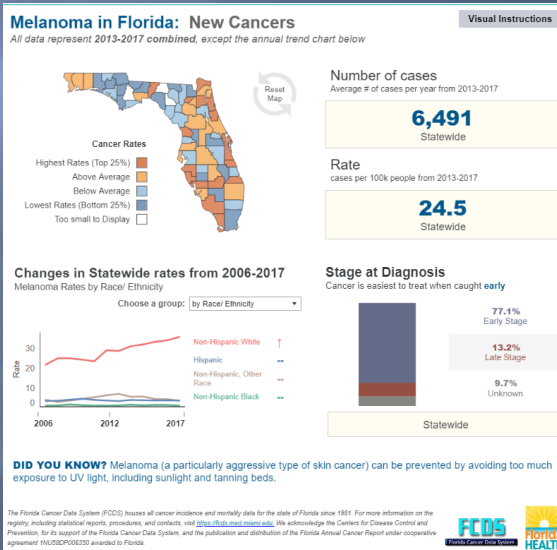 Melanoma in Florida: New Cancers
Visual Instructions
All data represent 2013-2017 combined, except the annual trend chart below
Reset
Map
Cancer Rates
Highest Rates (Top 25%)
Above Average
Below Average
Lowest Rates (Bottom 25%)
Too small to Display
Number of cases
Average # of cases per year from 2013-2017
6,491
Statewide
Rate
cases per 100k people from 2013-2017
24.5
Statewide
Changes in Statewide rates from 2006-2017
Melanoma Rates by Race/ Ethnicity
Choose a group: by Race/ Ethnicity
Rate
30
20
10
0
2006
2012
2017
Non-Hispanic White ↑
Hispanic --
Non-Hispanic, Other
Race --
Non-Hispanic Black --
Stage at Diagnosis
Cancer is easiest to treat when caught early
77.1%
Early Stage
13.2%
Late Stage
9.7%
Unknown
Statewide
DID YOU KNOW? Melanoma (a particularly aggressive type of skin cancer) can be prevented by avoiding too much
exposure to UV light, including sunlight and tanning beds.
The Florida Cancer Data System (FCDS) houses all cancer incidence and mortality data for the state of Florida since 1981. For more information on the
registry, including statistical reports, procedures, and contacts, visit https://fcds.med.miami.edu. We acknowledge the Centers for Disease Control and
Prevention, for its support of the Florida Cancer Data System, and the publication and distribution of the Florida Annual Cancer Report under cooperative
agreement 1NU58DP006350 awarded to Florida.
FCDS
Florida Cancer Data System
Florida
HEALTH